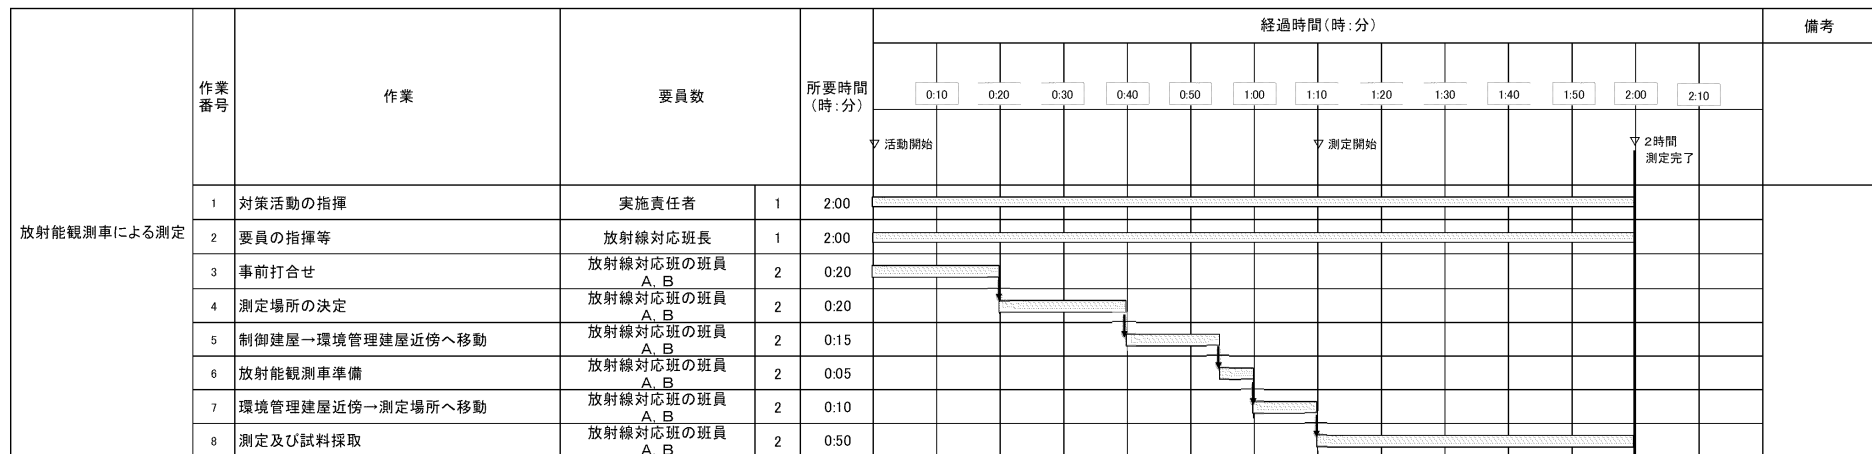 経過時間(時:分)
備考
作業
番号
作業
要員数
所要時間
(時:分)
0:10 0:20 0:30 0:40 0:50 1:00 1:10 1:20 1:30 1:40 1:50 2:00 2:10
▽ 活動開始
▽ 測定開始
▽ 2時間
測定完了
放射能観測車による測定
1 対策活動の指揮 実施責任者 1 2:00
2 要員の指揮等 放射線対応班長 1 2:00
3 事前打合せ 放射線対応班の班員
A, B 2 0:20
4 測定場所の決定 放射線対応班の班員
A, B 2 0:20
5 制御建屋→環境管理建屋近傍へ移動 放射線対応班の班員
A, B 2 0:15
6 放射能観測車準備 放射線対応班の班員
A, B 2 0:05
7 環境管理建屋近傍→測定場所へ移動 放射線対応班の班員
A, B 2 0:10
8 測定及び試料採取 放射線対応班の班員
A, B 2 0:50